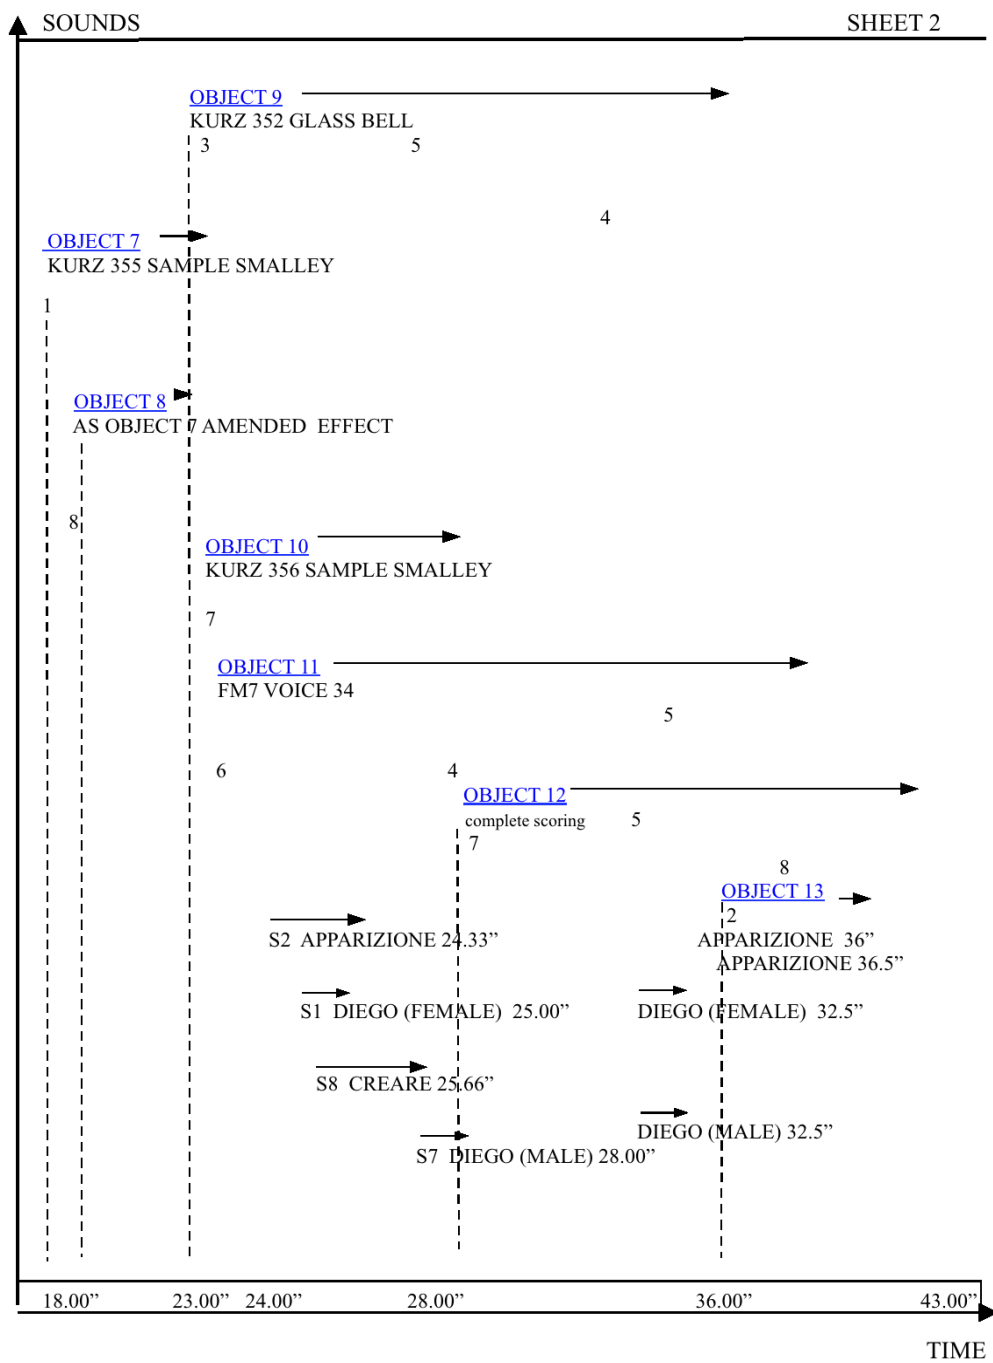 SOUNDS SHEET 2
OBJECT 9
KURZ 352 GLASS BELL
3 5
4
OBJECT 7
KURZ 355 SAMPLE SMALLEY
1
OBJECT 8
AS OBJECT 7 AMENDED EFFECT
8
OBJECT 10
KURZ 356 SAMPLE SMALLEY
7
OBJECT 11
FM7 VOICE 34
5
6 4
OBJECT 12
complete scoring 5
7
8
OBJECT 13
2
S2 APPARIZIONE 24.33” APPARIZIONE 36”
APPARIZIONE 36.5”
S1 DIEGO (FEMALE) 25.00” DIEGO (FEMALE) 32.5”
S8 CREARE 25.66”
DIEGO (MALE) 32.5”
S7 DIEGO (MALE) 28.00”
18.00” 23.00” 24.00” 28.00” 36.00” 43.00”
TIME